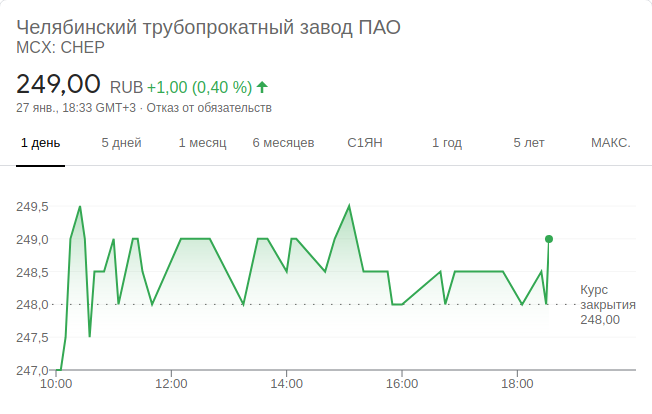 Челябинский трубопрокатный завод ПАО
MCX: CHEP
249,00 RUB +1,00 (0,40 %)
27 янв., 18:33 GMT+3 · Отказ от обязательств
1 день 5 дней 1 месяц 6 месяцев С1ЯН 1 год 5 лет МАКС.
249,5
249,0
248,5
248,0
247,5
247,0
Курс
закрытия
248,00
10:00 12:00 14:00 16:00 18:00